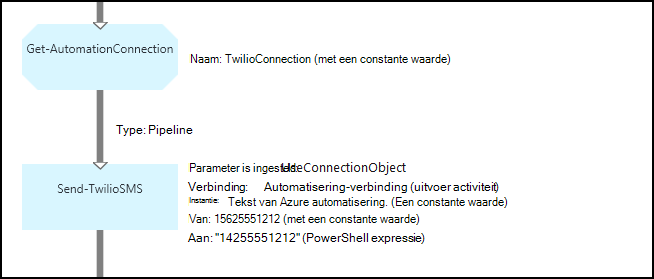 Get-AutomationConnection
Naam: TwilioConnection (met een constante waarde)
Type: Pipeline
Send-TwilioSMS
Parameter is ingesteld: UseConnectionObject
Verbinding: Automatisering-verbinding (uitvoer activiteit)
Instantie: Tekst van Azure automatisering. (Een constante waarde)
Van: 15625551212 (met een constante waarde)
Aan: "14255551212" (PowerShell expressie)